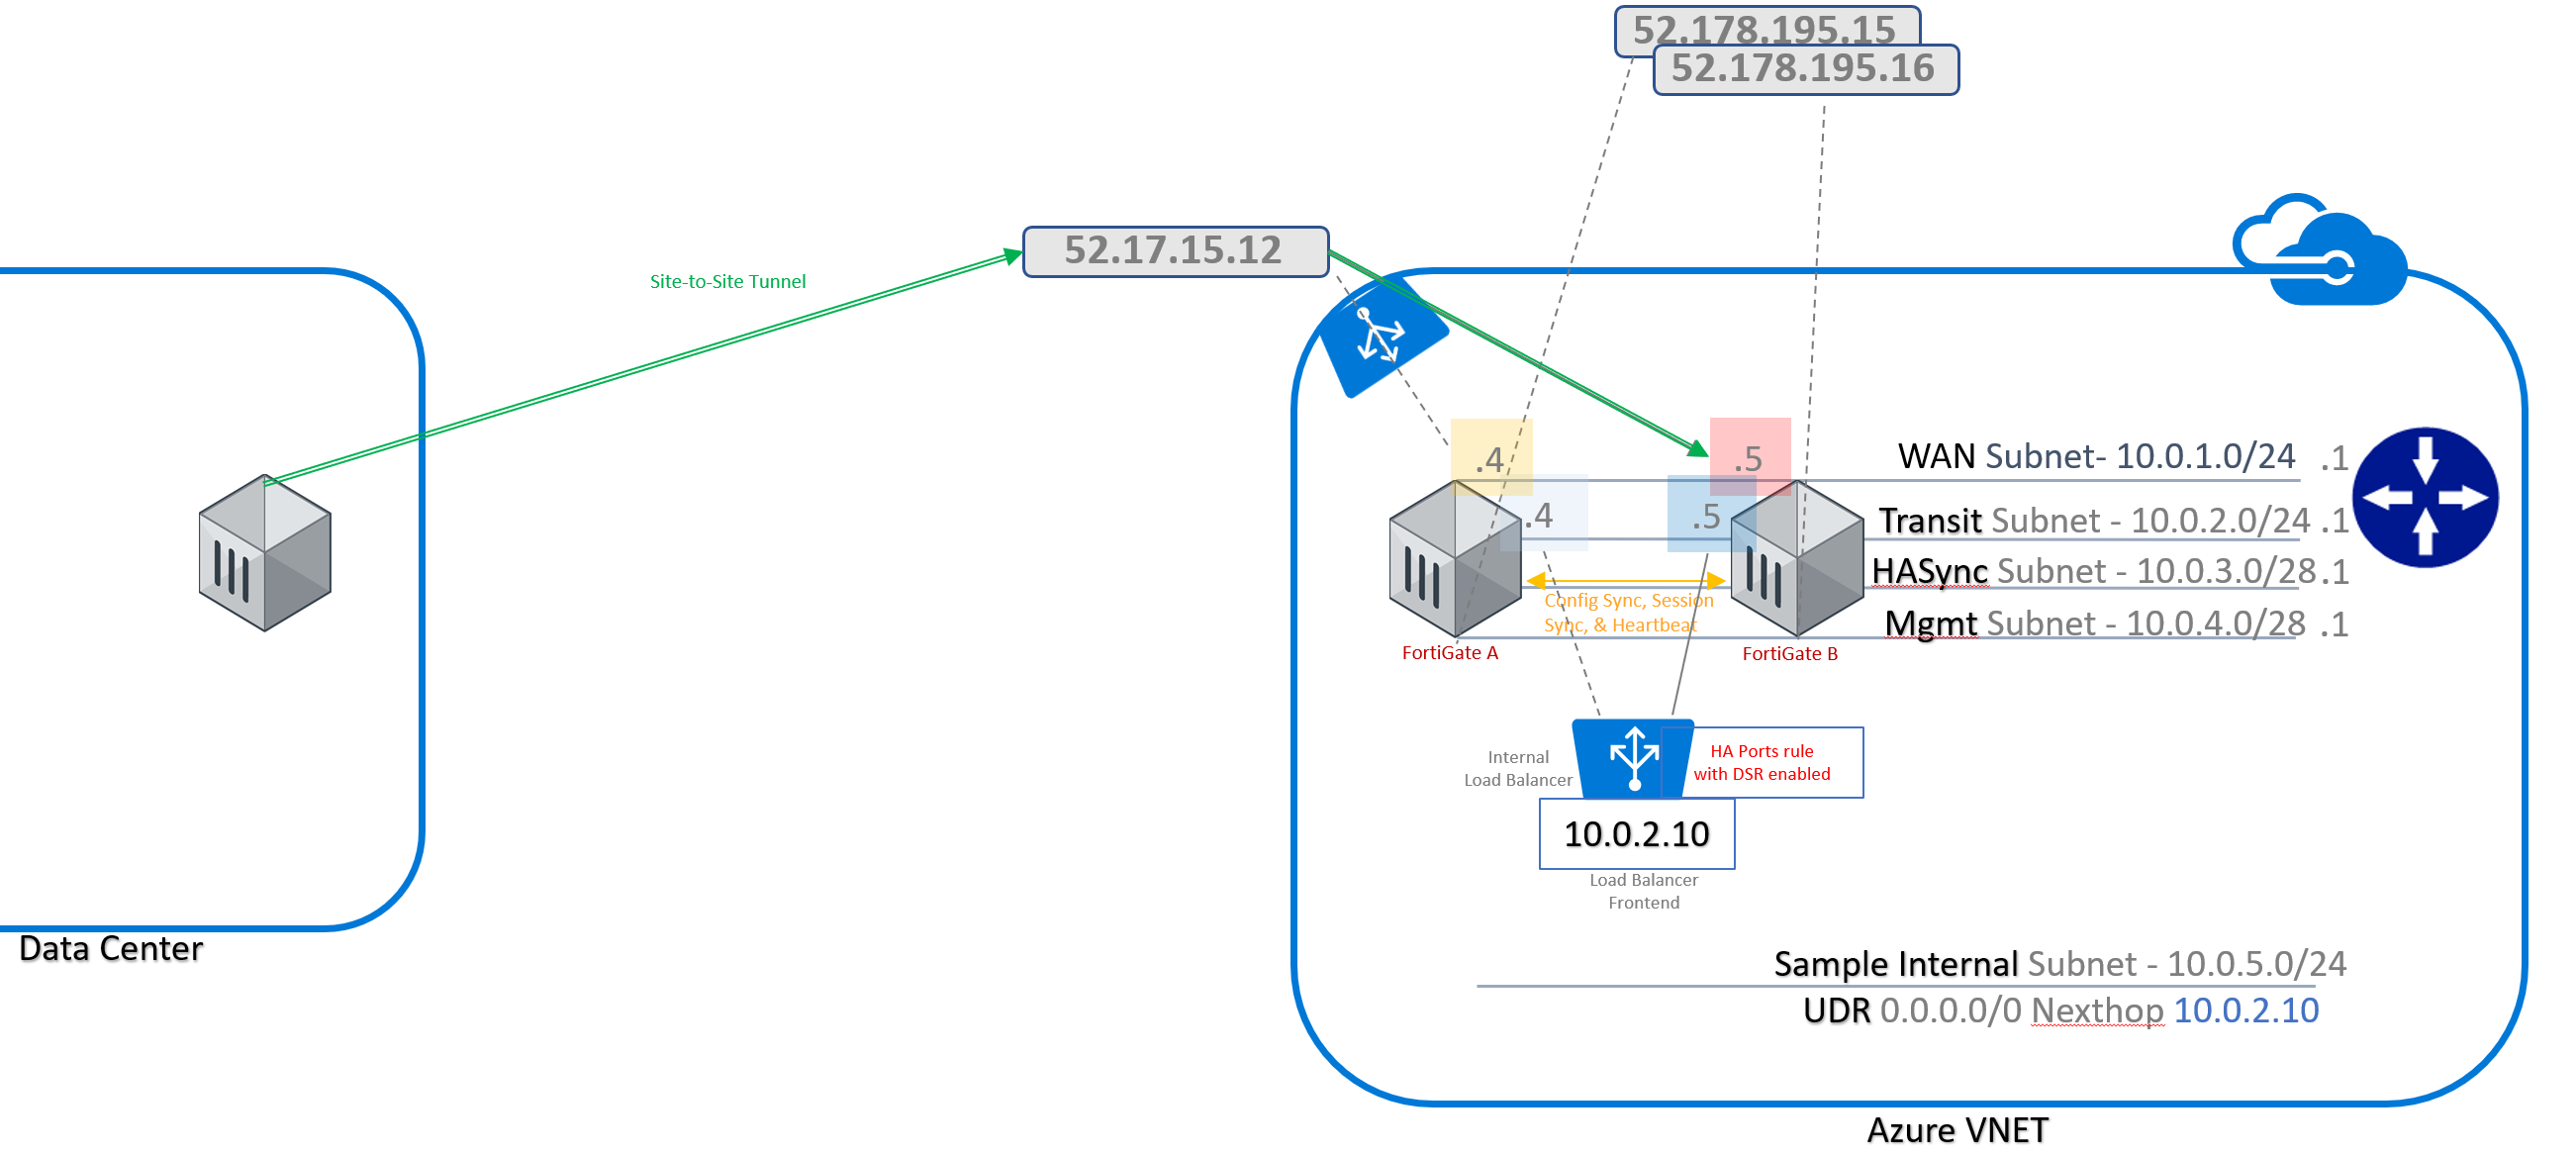 52.178.195.15
52.178.195.16
52.17.15.12
Site-to-Site Tunnel
.4
.5
WAN Subnet- 10.0.1.0/24 .1
.4
.5
Transit Subnet - 10.0.2.0/24 .1
HASync Subnet - 10.0.3.0/28 .1
Config Sync, Session
Sync, & Heartbeat
Mgmt Subnet - 10.0.4.0/28 .1
FortiGate A
FortiGate B
Internal
Load Balancer
HA Ports rule
with DSR enabled
10.0.2.10
Load Balancer
Frontend
Data Center
Sample Internal Subnet - 10.0.5.0/24
UDR 0.0.0.0/0 Nexthop 10.0.2.10
Azure VNET